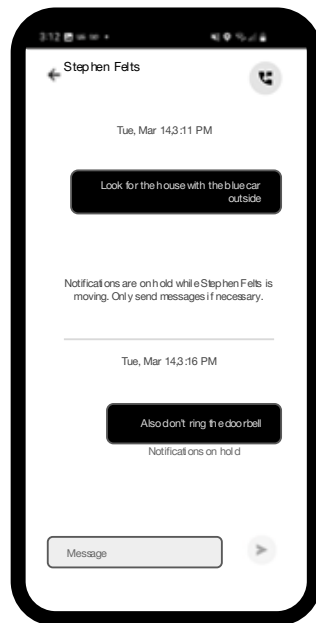 3:12
Stephen Felts
Tue, Mar 14,3:11 PM
Look for the house with the blue car
outside
Notifications are on hold while Stephen Felts is
moving. Only send messages if necessary.
Tue, Mar 14,3:16 PM
Also don't ring the doorbell
Notifications on hold
Message